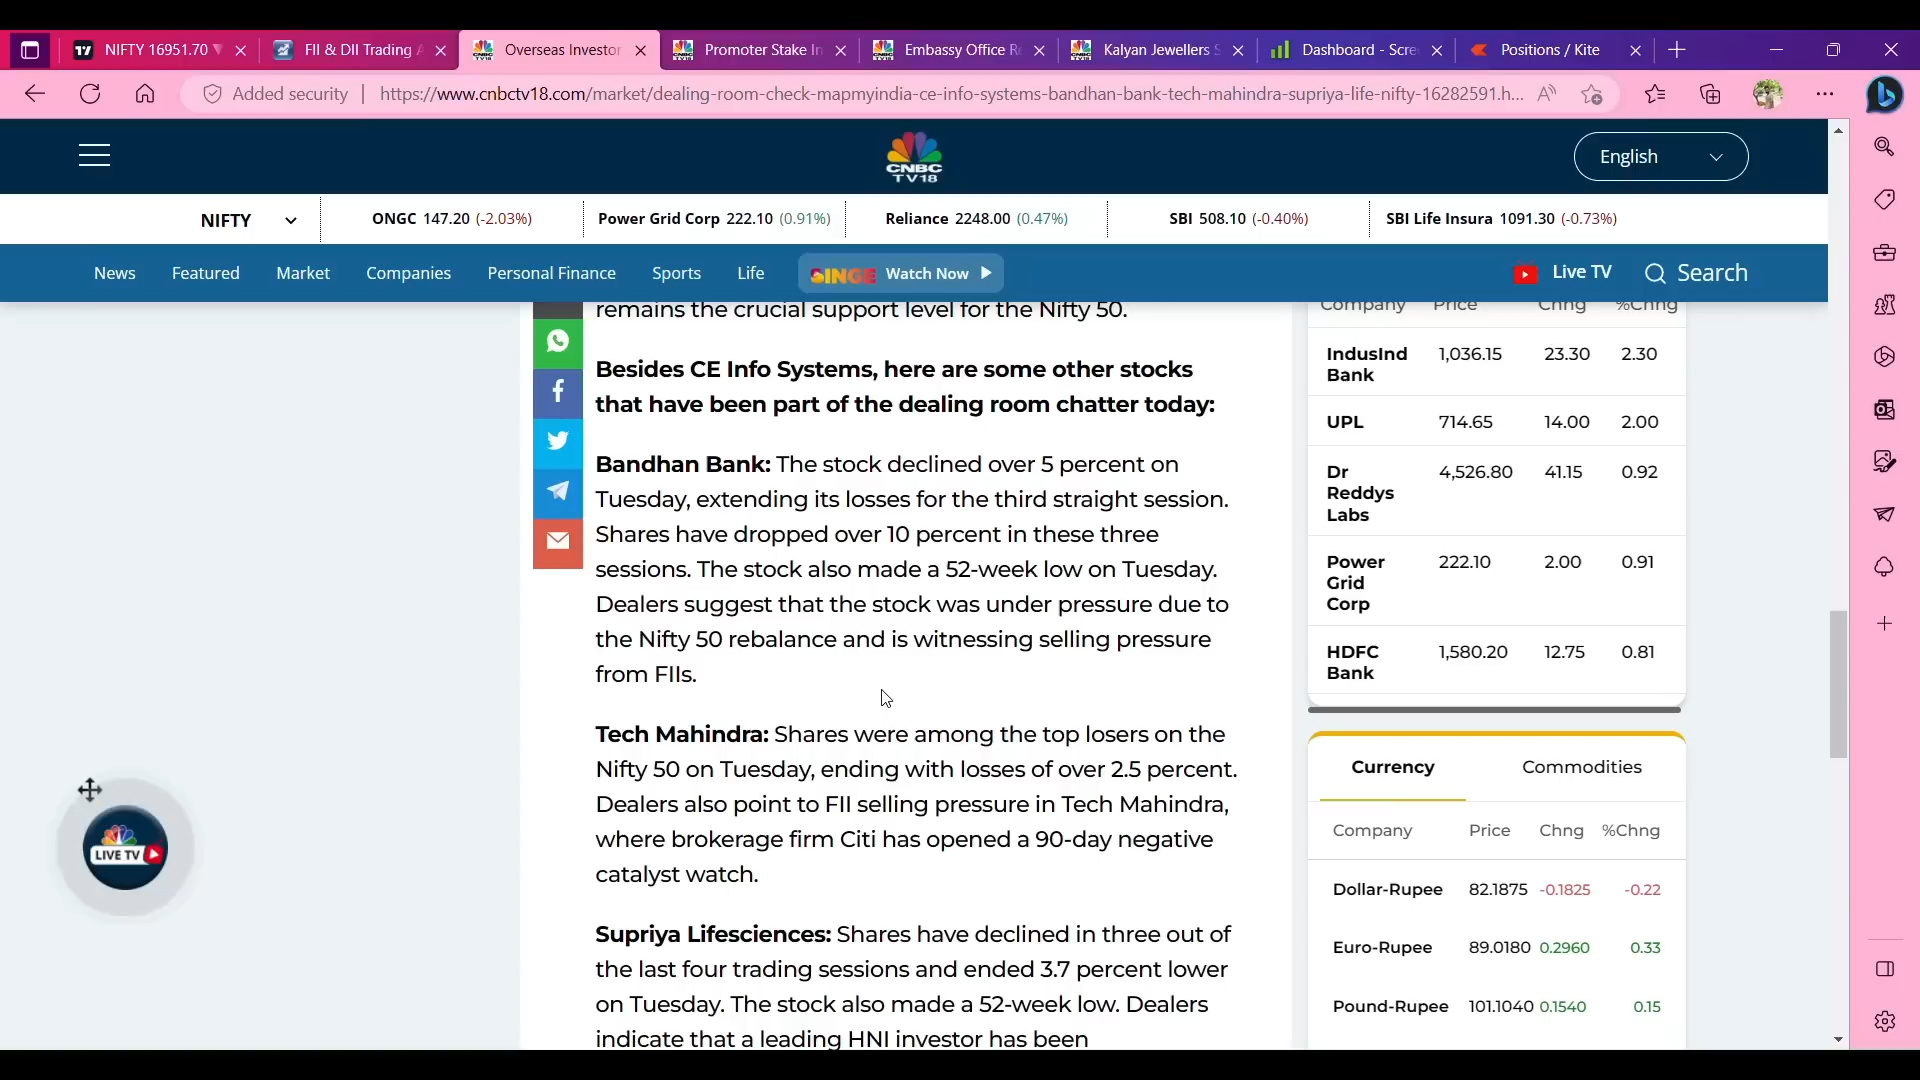 NIFTY 16951.70
FII & DII Trading A
Overseas Investor
Promoter Stake In
Embassy Office Re
Kalyan Jewellers S
Dashboard - Scre
Positions / Kite
Added security
https://www.cnbctv18.com/market/dealing-room-check-mapmyindia-ce-info-systems-bandhan-bank-tech-mahindra-supriya-life-nifty-16282591.h...
CNBC
TV18
English
NIFTY
ONGC 147.20 (-2.03%)
Power Grid Corp 222.10 (0.91%)
Reliance 2248.00 (0.47%)
SBI 508.10 (-0.40%)
SBI Life Insura 1091.30 (-0.73%)
News
Featured
Market
Companies
Personal Finance
Sports
Life
BINGE Watch Now
Live TV
Search
remains the crucial support level for the Nifty 50.
Besides CE Info Systems, here are some other stocks
that have been part of the dealing room chatter today:
Bandhan Bank: The stock declined over 5 percent on
Tuesday, extending its losses for the third straight session.
Shares have dropped over 10 percent in these three
sessions. The stock also made a 52-week low on Tuesday.
Dealers suggest that the stock was under pressure due to
the Nifty 50 rebalance and is witnessing selling pressure
from FIIs.
Tech Mahindra: Shares were among the top losers on the
Nifty 50 on Tuesday, ending with losses of over 2.5 percent.
Dealers also point to FII selling pressure in Tech Mahindra,
where brokerage firm Citi has opened a 90-day negative
catalyst watch.
Supriya Lifesciences: Shares have declined in three out of
the last four trading sessions and ended 3.7 percent lower
on Tuesday. The stock also made a 52-week low. Dealers
indicate that a leading HNI investor has been
LIVE TV
Company Price Chng %Chng
IndusInd 1,036.15 23.30 2.30
Bank
UPL 714.65 14.00 2.00
Dr 4,526.80 41.15 0.92
Reddys
Labs
Power 222.10 2.00 0.91
Grid
Corp
HDFC 1,580.20 12.75 0.81
Bank
Currency Commodities
Company Price Chng %Chng
Dollar-Rupee 82.1875 -0.1825 -0.22
Euro-Rupee 89.0180 0.2960 0.33
Pound-Rupee 101.1040 0.1540 0.15